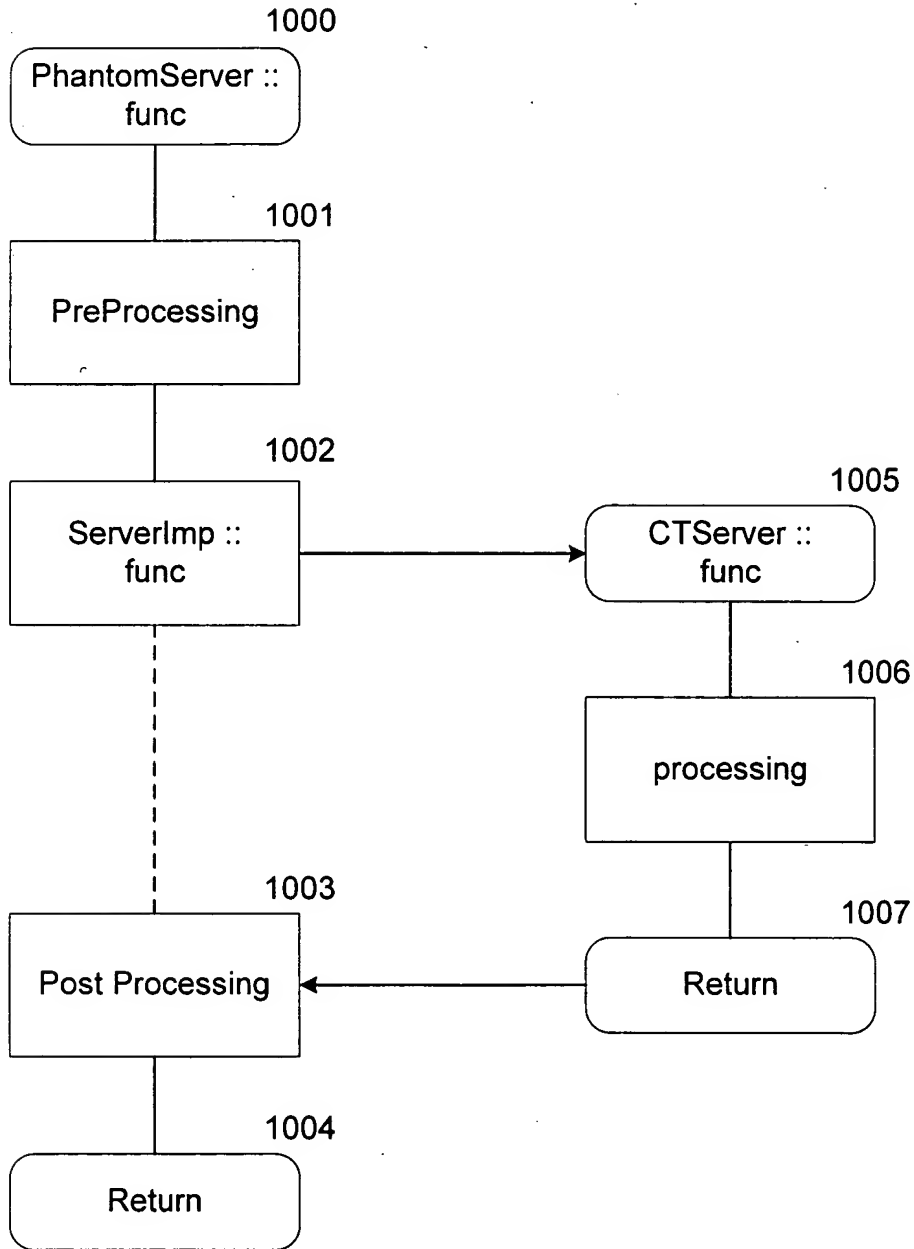 1000
PhantomServer ::
func
1001
PreProcessing
1002
ServerImp ::
func
1005
CTServer ::
func
1006
processing
1003
Post Processing
1007
Return
1004
Return